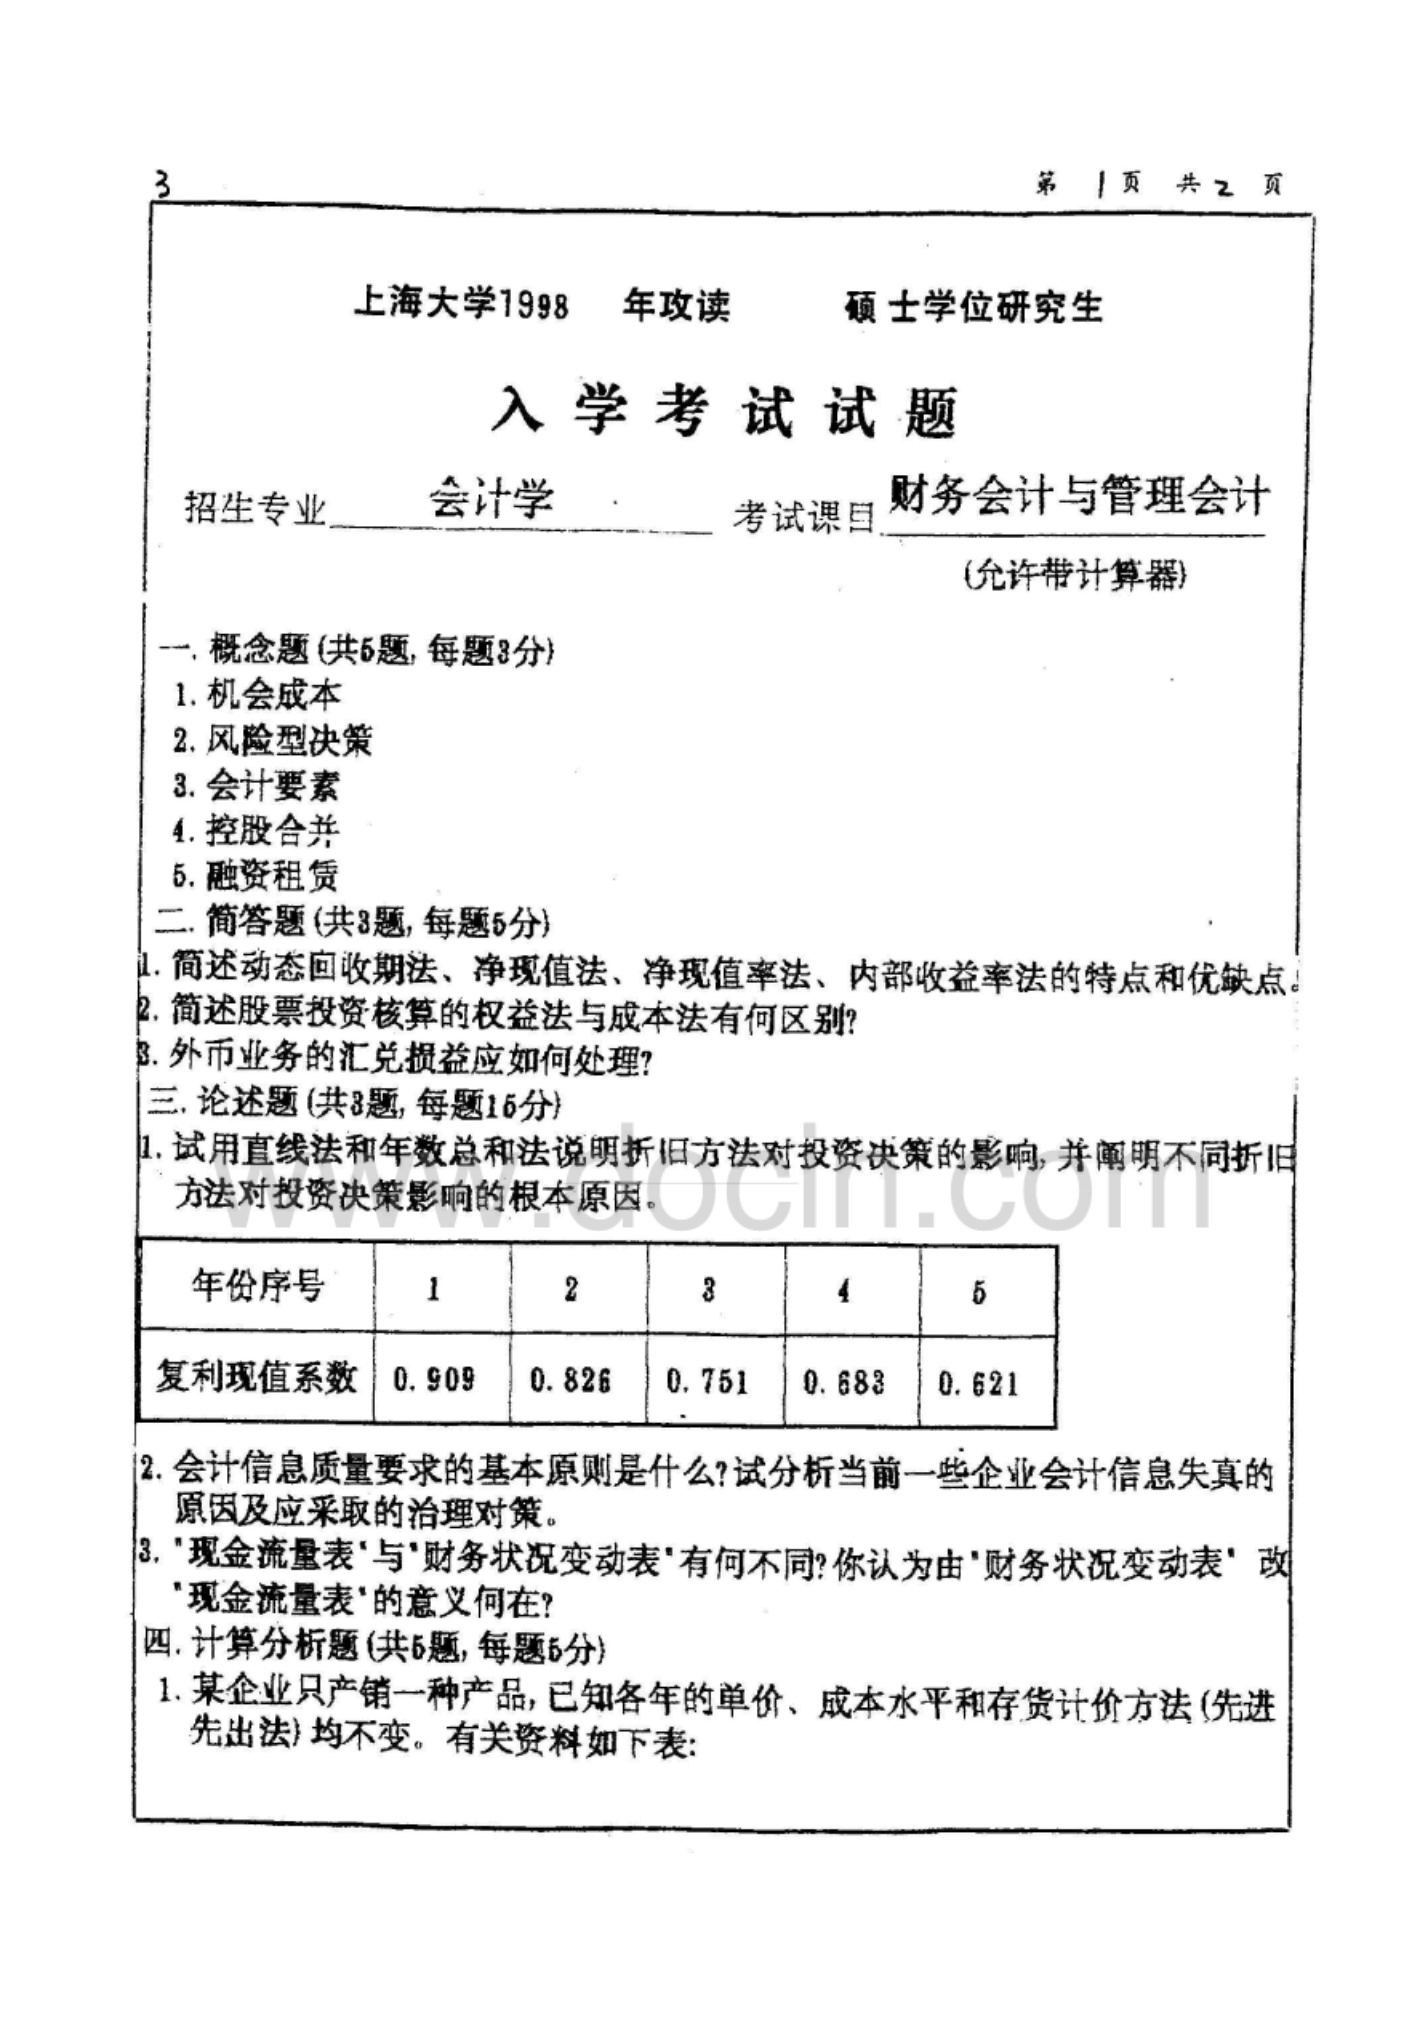 3
第 1 页 共 2 页
上海大学1998 年攻读 硕士学位研究生
入学考试试题
招生专业 会计学 考试课目 财务会计与管理会计
(允许带计算器)
一. 概念题(共5题, 每题3分)
1. 机会成本
2. 风险型决策
3. 会计要素
4. 控股合并
5. 融资租赁
二. 简答题(共3题, 每题5分)
1. 简述动态回收期法、净现值法、净现值率法、内部收益率法的特点和优缺点。
2. 简述股票投资核算的权益法与成本法有何区别?
3. 外币业务的汇兑损益应如何处理?
三. 论述题(共3题, 每题15分)
1. 试用直线法和年数总和法说明折旧方法对投资决策的影响, 并阐明不同折旧
方法对投资决策影响的根本原因。
年份序号 1 2 3 4 5
复利现值系数 0.909 0.826 0.751 0.683 0.621
2. 会计信息质量要求的基本原则是什么?试分析当前一些企业会计信息失真的
原因及应采取的治理对策。
3. "现金流量表"与"财务状况变动表"有何不同?你认为由"财务状况变动表" 改
"现金流量表"的意义何在?
四. 计算分析题(共5题, 每题5分)
1. 某企业只产销一种产品, 已知各年的单价、成本水平和存货计价方法(先进
先出法)均不变。有关资料如下表:
www.docin.com